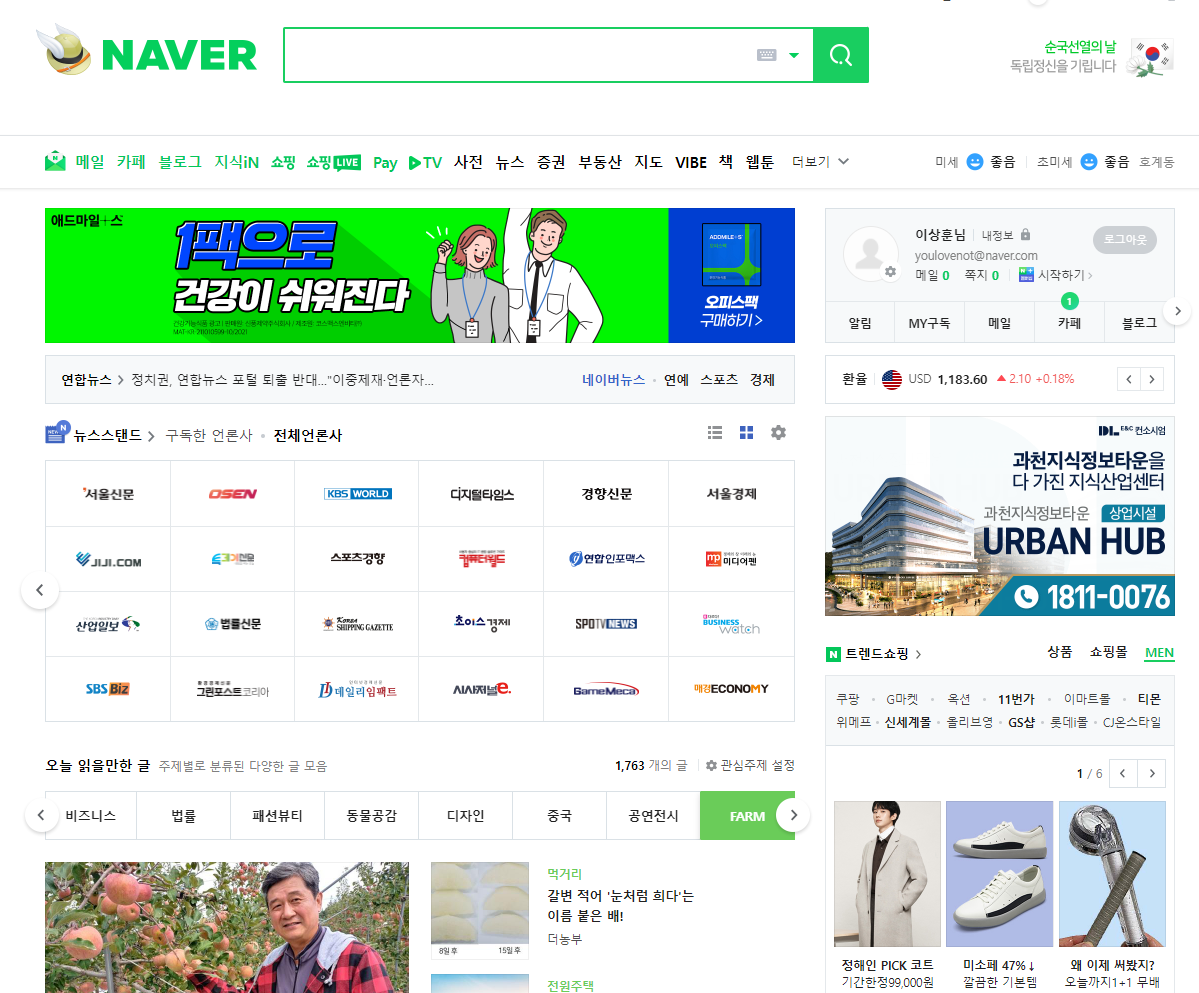 NAVER
순국선열의 날
독립정신을 기립니다
메일 카페 블로그 지식iN 쇼핑 쇼핑LIVE Pay TV 사전 뉴스 증권 부동산 지도 VIBE 책 웹툰 더보기
미세 좋음 초미세 좋음 호계동
애드마일+s
1팩으로
건강이 쉬워진다
ADDMILE+S
오피스팩
구매하기 >
이상훈님 내정보
로그아웃
youlovenot@naver.com
메일 0 쪽지 0 시작하기
1
알림 MY구독 메일 카페 블로그
연합뉴스 정치권, 연합뉴스 포털 퇴출 반대…"이중제재·언론자…
네이버뉴스 연예 스포츠 경제
환율 USD 1,183.60 ▲ 2.10 +0.18%
뉴스스탠드 구독한 언론사 전체언론사
서울신문 OSEN KBS WORLD 디지털타임스 경향신문 서울경제
JIJI.COM 스포츠경향 컴퓨터월드 연합인포맥스 미디어펜
산업일보 법률신문 Korea SHIPPING GAZETTE 초이스경제 SPOTV NEWS BUSINESS watch
SBS Biz 그린포스트코리아 데일리임팩트 시사저널e. GameMeca 매경ECONOMY
DL E&C 컨소시엄
과천지식정보타운을
다 가진 지식산업센터
과천지식정보타운 상업시설
URBAN HUB
1811-0076
트렌드쇼핑 상품 쇼핑몰 MEN
쿠팡 G마켓 옥션 11번가 이마트몰 티몬
위메프 신세계몰 올리브영 GS샵 롯데i몰 CJ온스타일
1 / 6
오늘 읽을만한 글 주제별로 분류된 다양한 글 모음
1,763 개의 글 관심주제 설정
비즈니스 법률 패션뷰티 동물공감 디자인 중국 공연전시 FARM
8일 후 15일 후
먹거리
갈변 적어 '눈처럼 희다'는
이름 붙은 배!
더농부
전원주택
정해인 PICK 코트
기간한정99,000원
미소페 47%↓
깔끔한 기본템
왜 이제 써봤지?
오늘까지1+1 무배